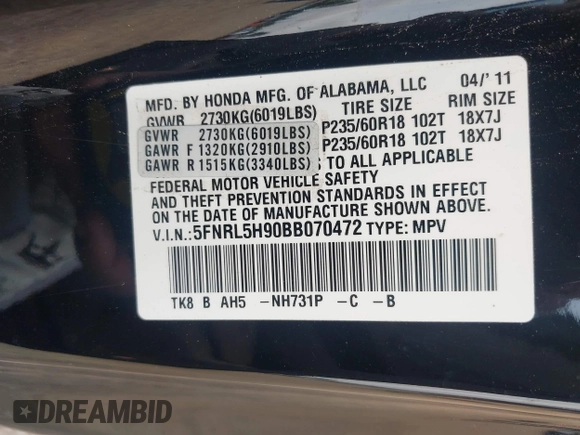 MFD. BY HONDA MFG. OF ALABAMA, LLC 04/'11
GVWR 2730KG(6019LBS) TIRE SIZE RIM SIZE
GVWR 2730KG(6019LBS) P235/60R18 102T 18X7J
GAWR F 1320KG(2910LBS) P235/60R18 102T 18X7J
GAWR R 1515KG(3340LBS) S TO ALL APPLICABLE
FEDERAL MOTOR VEHICLE SAFETY
AND THEFT PREVENTION STANDARDS IN EFFECT
ON THE DATE OF MANUFACTURE SHOWN ABOVE.
V.I.N.:5FNRL5H90BB070472 TYPE: MPV
TK8 B AH5 -NH731P -C -B
DREAMBID